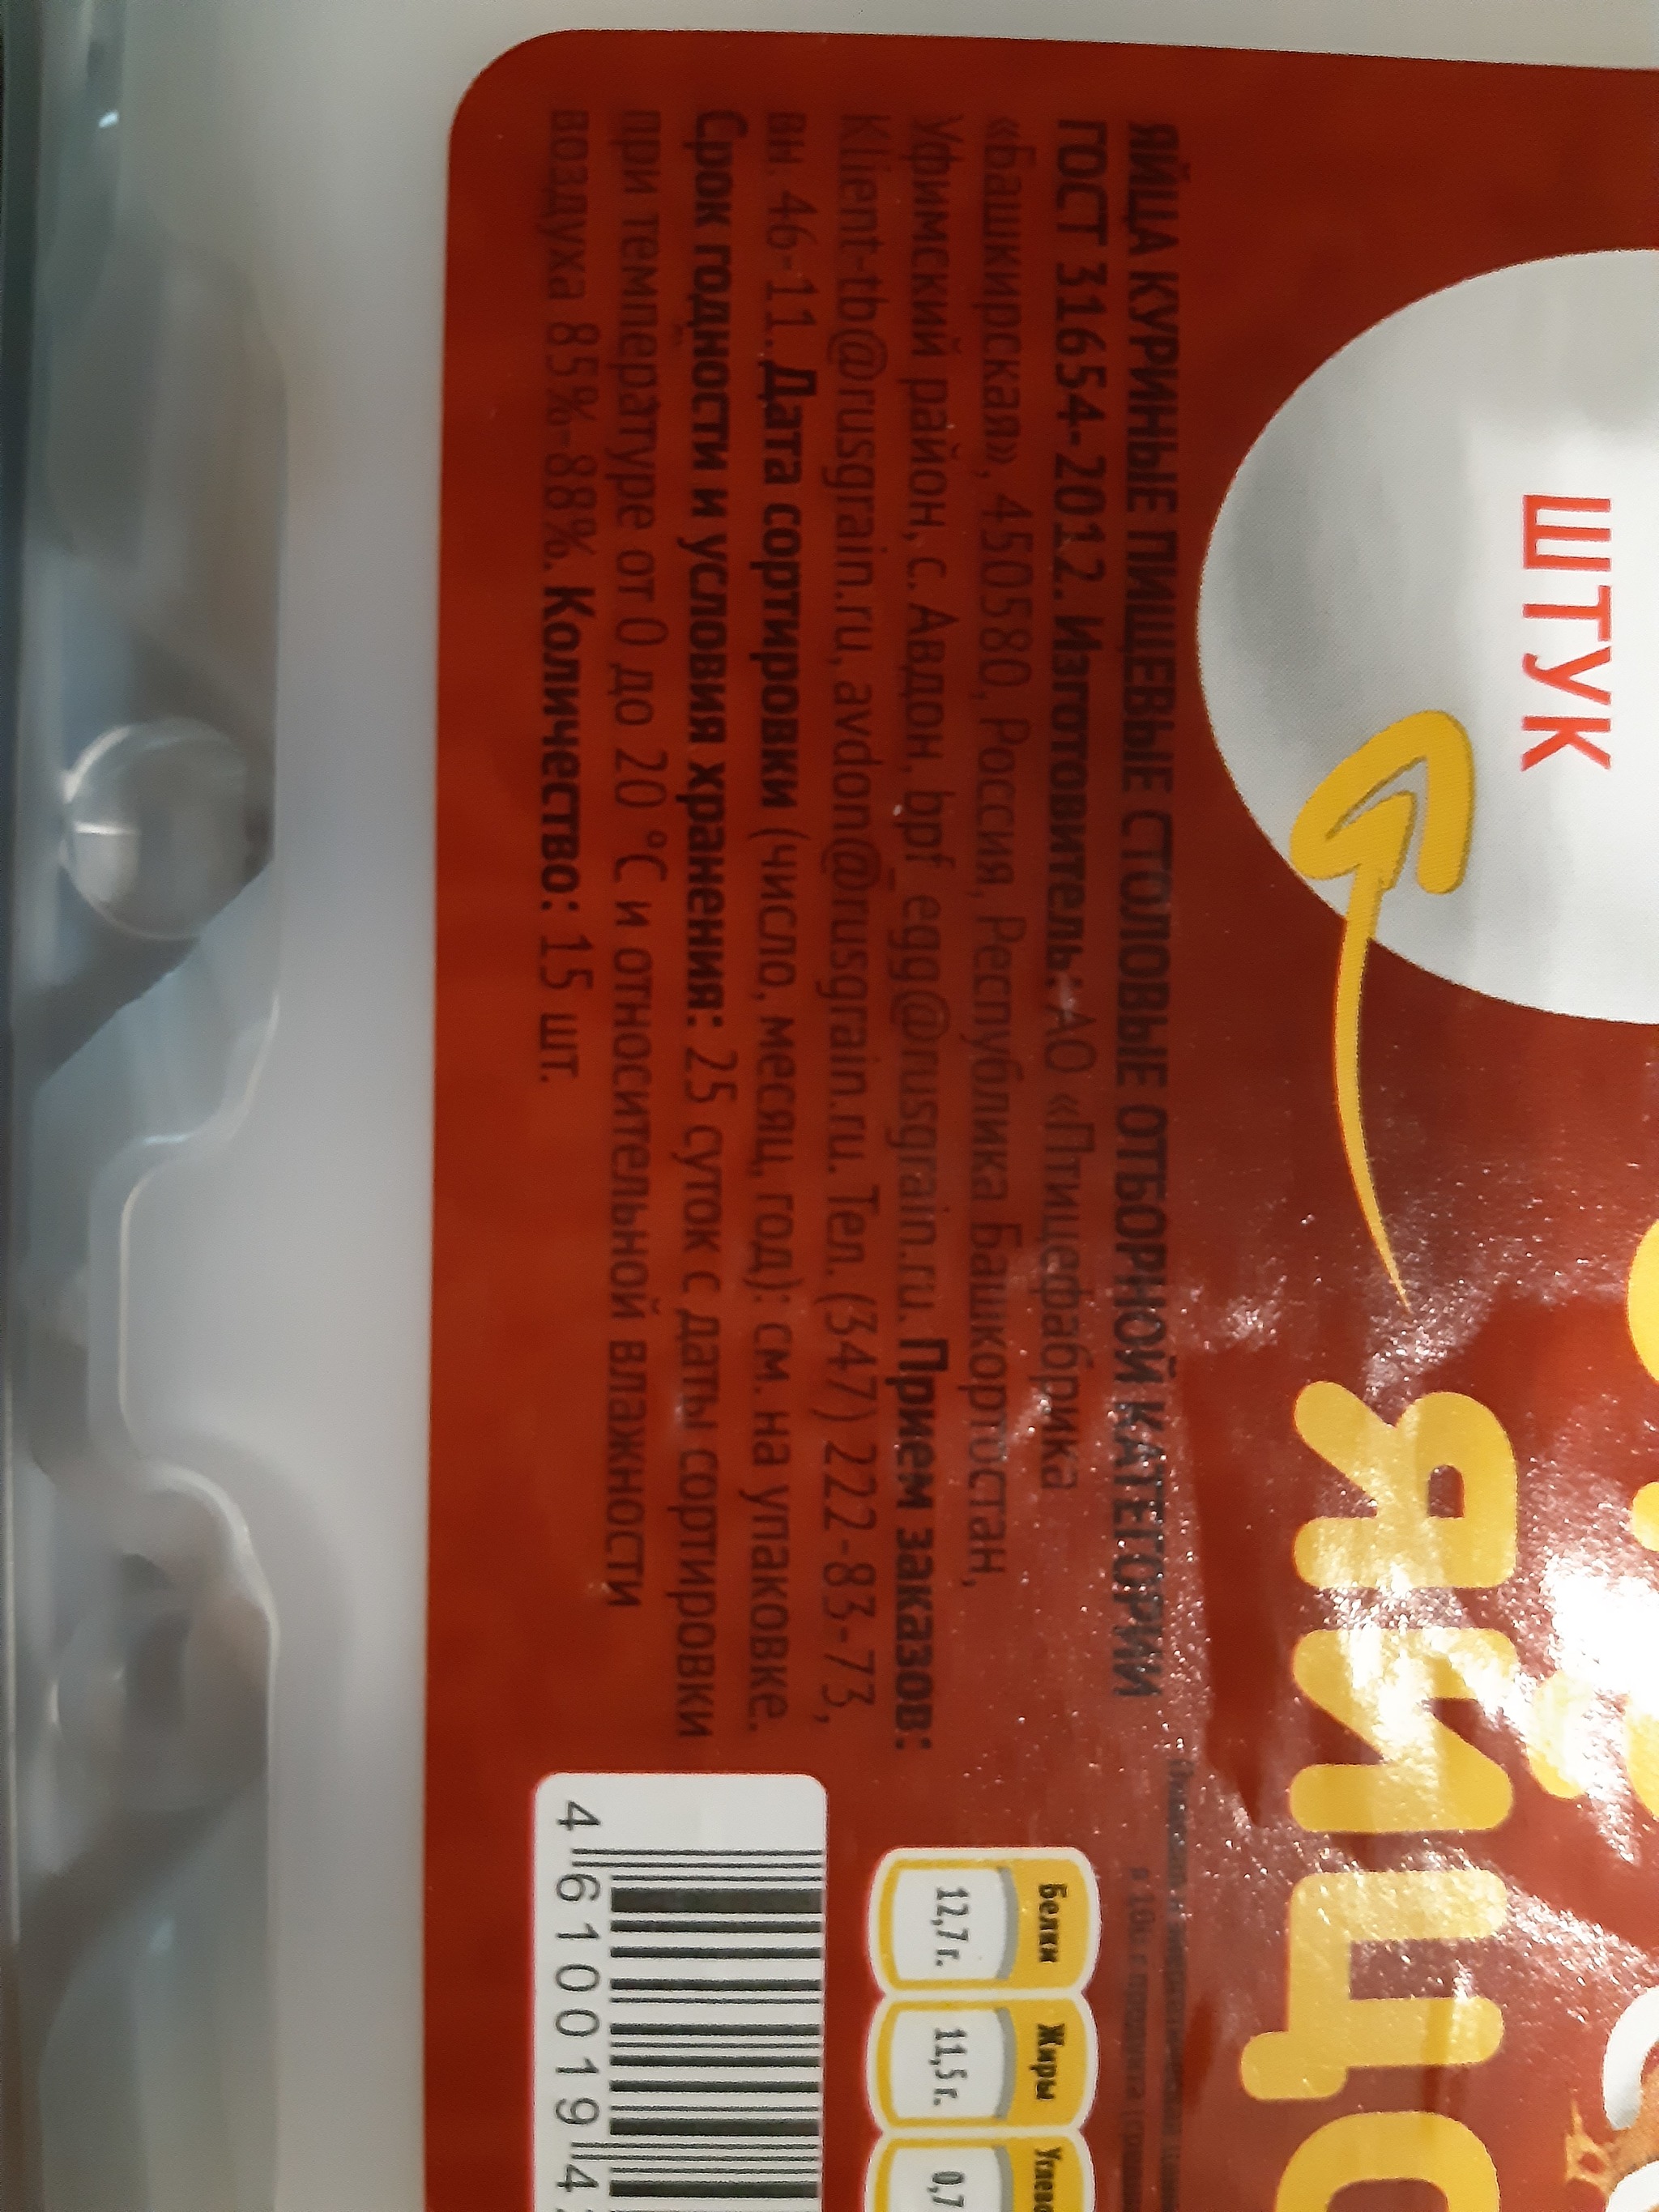 ШТУК
ЯЙЦО
ЯЙЦА КУРИНЫЕ ПИЩЕВЫЕ СТОЛОВЫЕ ОТБОРНОЙ КАТЕГОРИИ
ГОСТ 31654-2012. Изготовитель: АО «Птицефабрика
«Башкирская», 450580, Россия, Республика Башкортостан,
Уфимский район, с. Авдон, bpf_egg@rusgrain.ru. Прием заказов:
Klient-tb@rusgrain.ru, avdon@rusgrain.ru. Тел. (347) 222-83-73,
вн. 46-11. Дата сортировки (число, месяц, год): см. на упаковке.
Срок годности и условия хранения: 25 суток с даты сортировки
при температуре от 0 до 20 °С и относительной влажности
воздуха 85%-88%. Количество: 15 шт.
Белки Жиры
12,7 г. 11,5 г. 0,7
4 610019 4